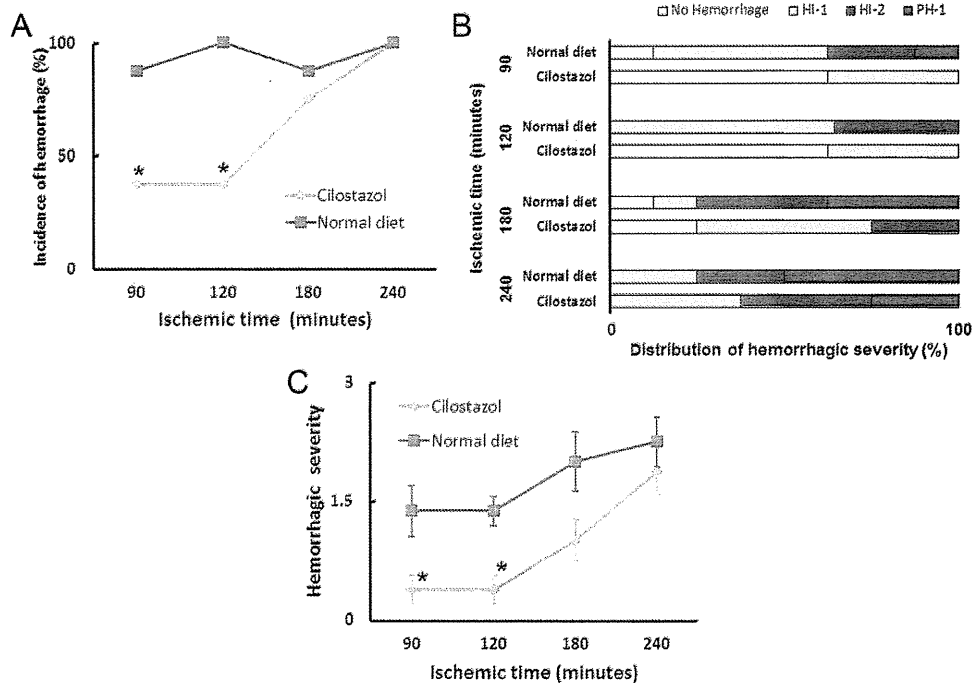 A
100
50
0
Incidence of hemorrhage (%)
*
*
Cilostazol
Normal diet
90 120 180 240
Ischemic time (minutes)
B
No Hemorrhage HI-1 HI-2 PH-1
Ischemic time (minutes)
90
Normal diet
Cilostazol
120
Normal diet
Cilostazol
180
Normal diet
Cilostazol
240
Normal diet
Cilostazol
0 100
Distribution of hemorrhagic severity (%)
C
3
1.5
0
Hemorrhagic severity
Cilostazol
Normal diet
*
*
90 120 180 240
Ischemic time (minutes)